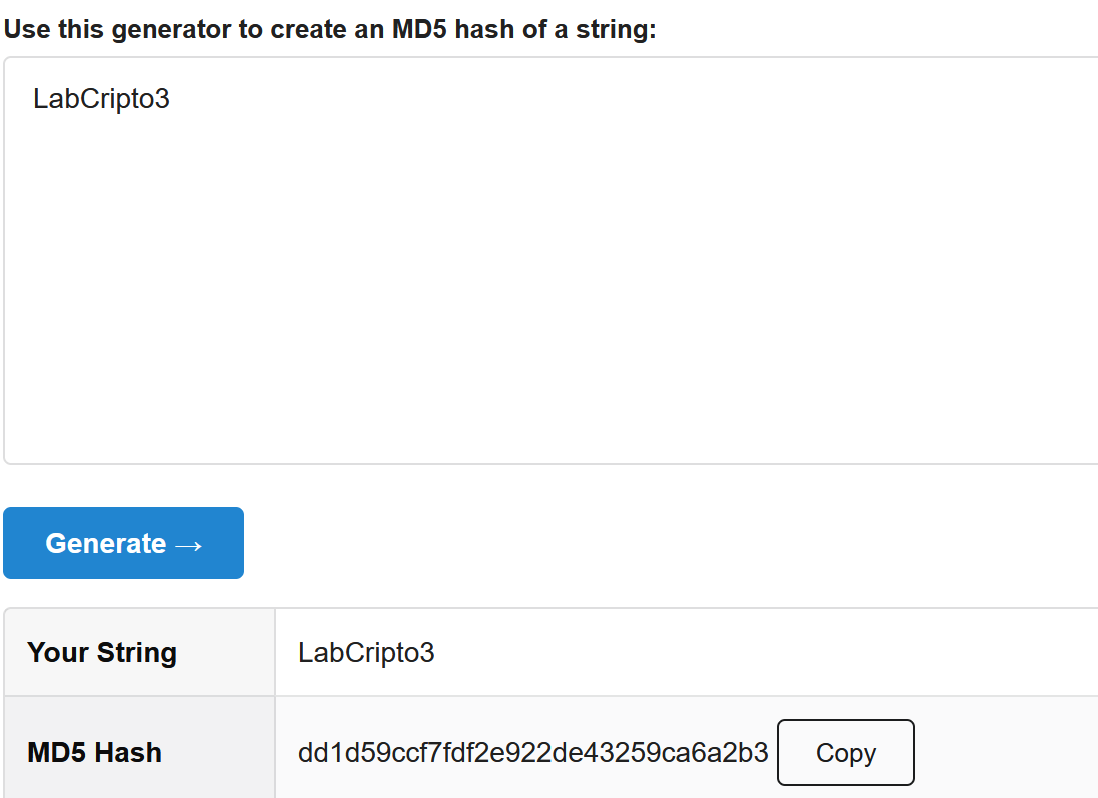 Use this generator to create an MD5 hash of a string:
LabCripto3
Generate →
Your String LabCripto3
MD5 Hash dd1d59ccf7fdf2e922de43259ca6a2b3 Copy